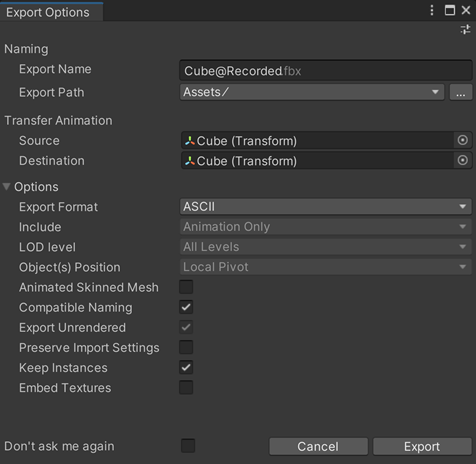 Export Options
Naming
Export Name Cube@Recorded.fbx
Export Path Assets/ ...
Transfer Animation
Source Cube (Transform)
Destination Cube (Transform)
Options
Export Format ASCII
Include Animation Only
LOD level All Levels
Object(s) Position Local Pivot
Animated Skinned Mesh
Compatible Naming
Export Unrendered
Preserve Import Settings
Keep Instances
Embed Textures
Don't ask me again Cancel Export